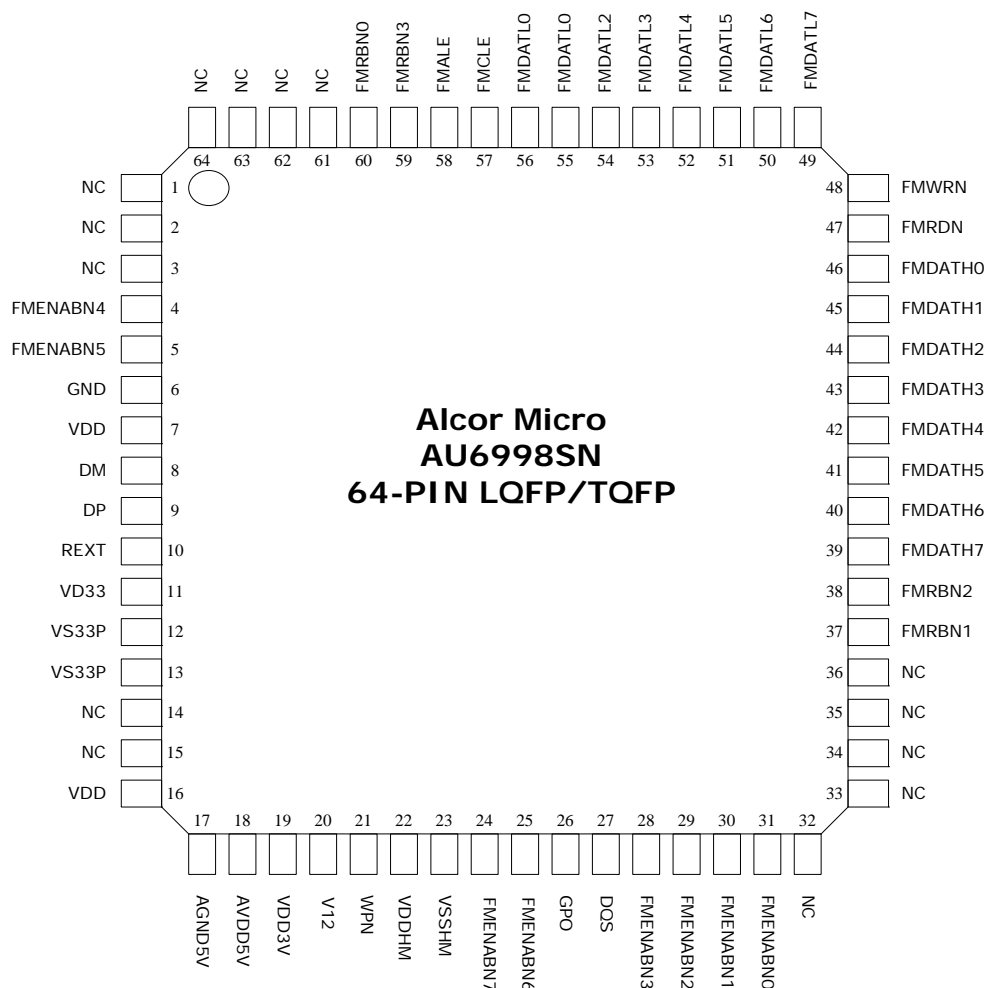 NC
NC
NC
NC
FMRBN0
FMRBN3
FMALE
FMCLE
FMDATL0
FMDATL0
FMDATL2
FMDATL3
FMDATL4
FMDATL5
FMDATL6
FMDATL7
64 63 62 61 60 59 58 57 56 55 54 53 52 51 50 49
NC 1 48 FMWRN
NC 2 47 FMRDN
NC 3 46 FMDATH0
FMENABN4 4 45 FMDATH1
FMENABN5 5 44 FMDATH2
GND 6 43 FMDATH3
VDD 7 42 FMDATH4
DM 8 41 FMDATH5
DP 9 40 FMDATH6
REXT 10 39 FMDATH7
VD33 11 38 FMRBN2
VS33P 12 37 FMRBN1
VS33P 13 36 NC
NC 14 35 NC
NC 15 34 NC
VDD 16 33 NC
Alcor Micro
AU6998SN
64-PIN LQFP/TQFP
17 18 19 20 21 22 23 24 25 26 27 28 29 30 31 32
AGND5V
AVDD5V
VDD3V
V12
WPN
VDDHM
VSSHM
FMENABN7
FMENABN6
GPO
DQS
FMENABN3
FMENABN2
FMENABN1
FMENABN0
NC